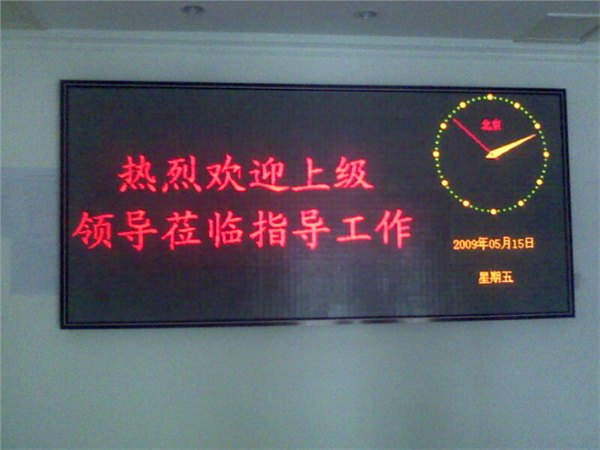 热烈欢迎上级
领导莅临指导工作
北京
2009年05月15日
星期五